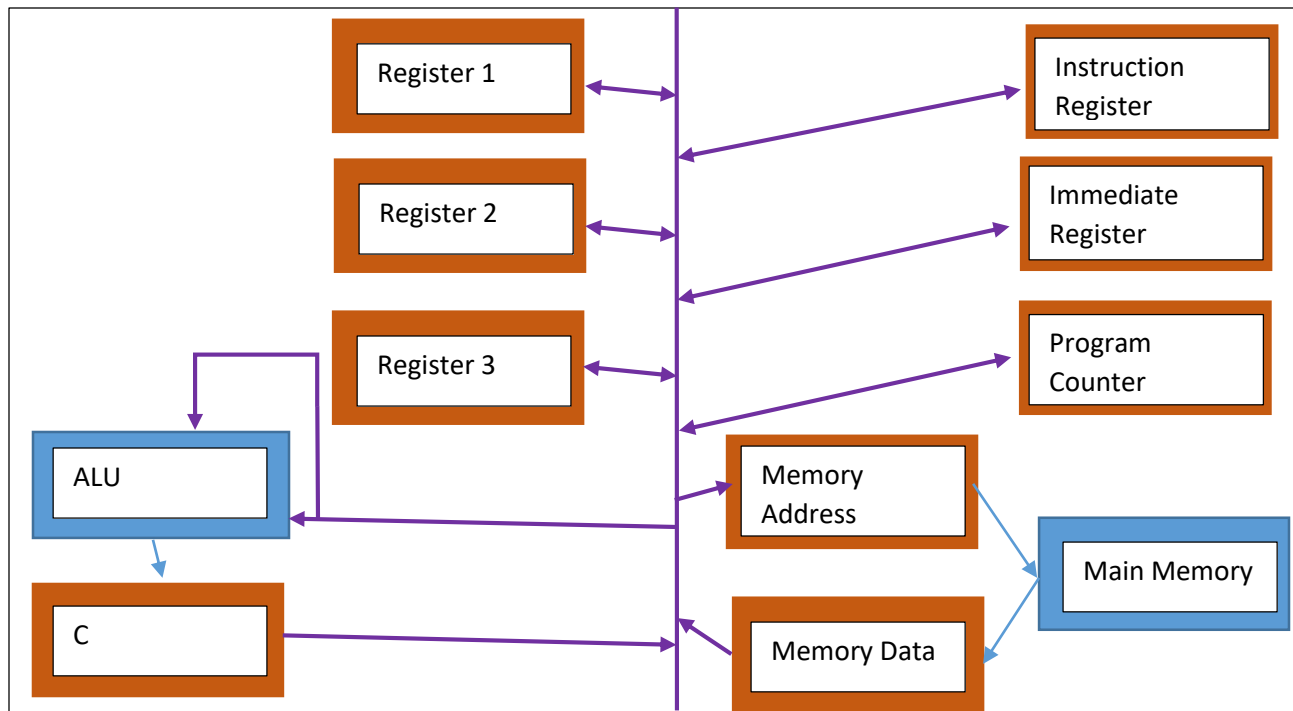 Register 1
Instruction
Register
Register 2
Immediate
Register
Register 3
Program
Counter
ALU
Memory
Address
Main Memory
C
Memory Data